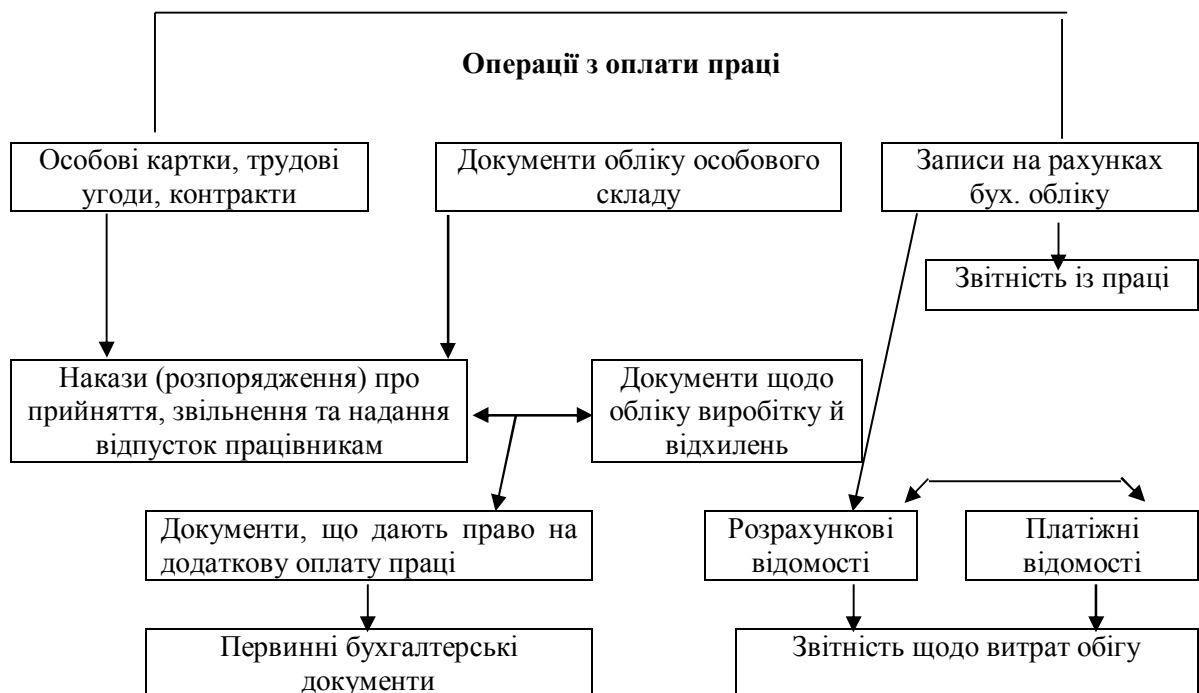 Операції з оплати праці
Особові картки, трудові
угоди, контракти
Документи обліку особового
складу
Записи на рахунках
бух. обліку
Звітність із праці
Накази (розпорядження) про
прийняття, звільнення та надання
відпусток працівникам
Документи щодо
обліку виробітку й
відхилень
Документи, що дають право на
додаткову оплату праці
Розрахункові
відомості
Платіжні
відомості
Первинні бухгалтерські
документи
Звітність щодо витрат обігу